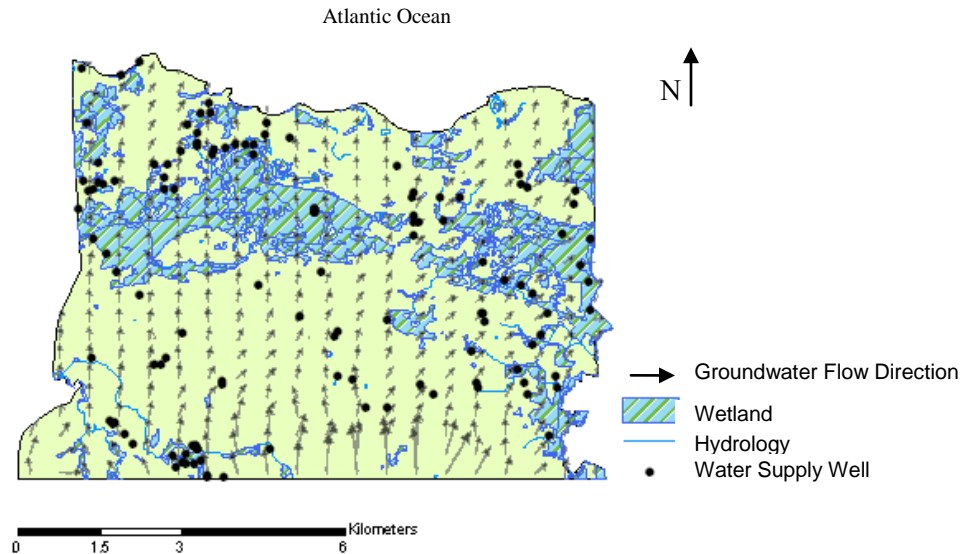 Atlantic Ocean
N
Groundwater Flow Direction
Wetland
Hydrology
Water Supply Well
Kilometers
0 1.5 3 6